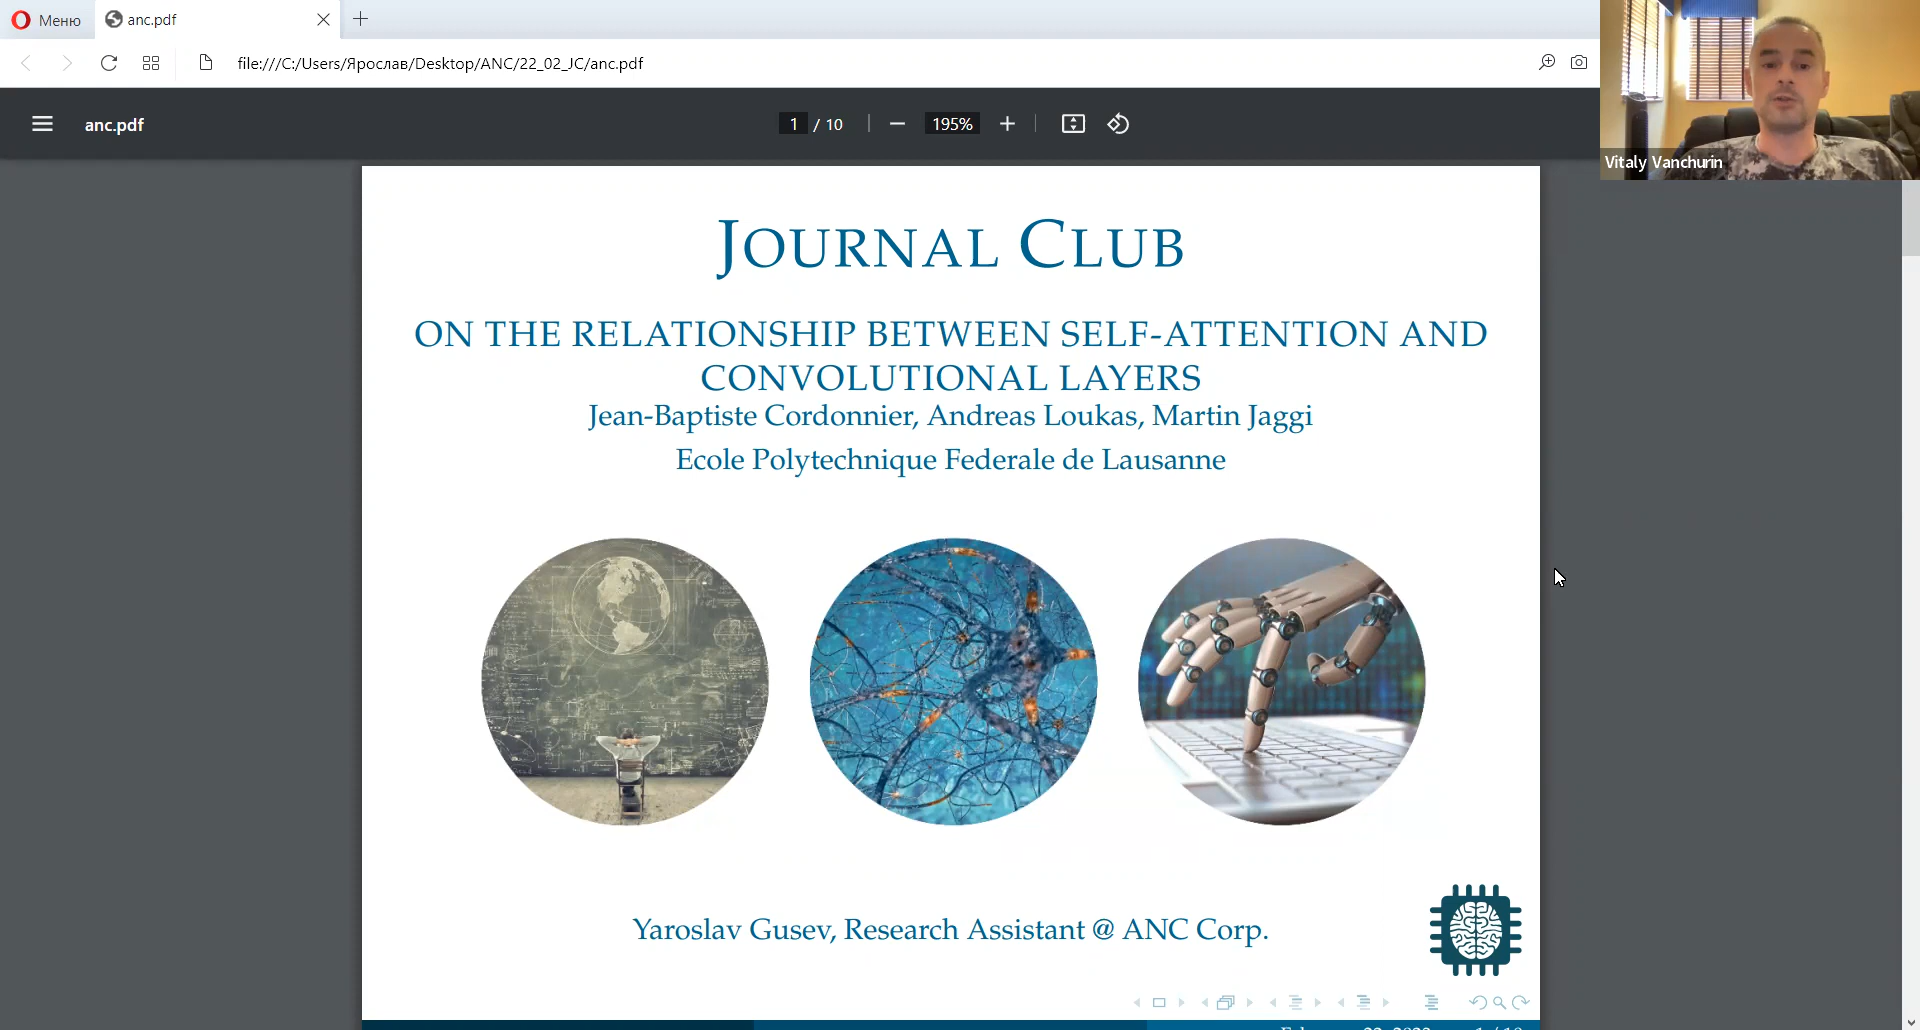 Меню
anc.pdf
file:///C:/Users/Ярослав/Desktop/ANC/22_02_JC/anc.pdf
anc.pdf
1 / 10
195%
Vitaly Vanchurin
JOURNAL CLUB
ON THE RELATIONSHIP BETWEEN SELF-ATTENTION AND
CONVOLUTIONAL LAYERS
Jean-Baptiste Cordonnier, Andreas Loukas, Martin Jaggi
Ecole Polytechnique Federale de Lausanne
Yaroslav Gusev, Research Assistant @ ANC Corp.